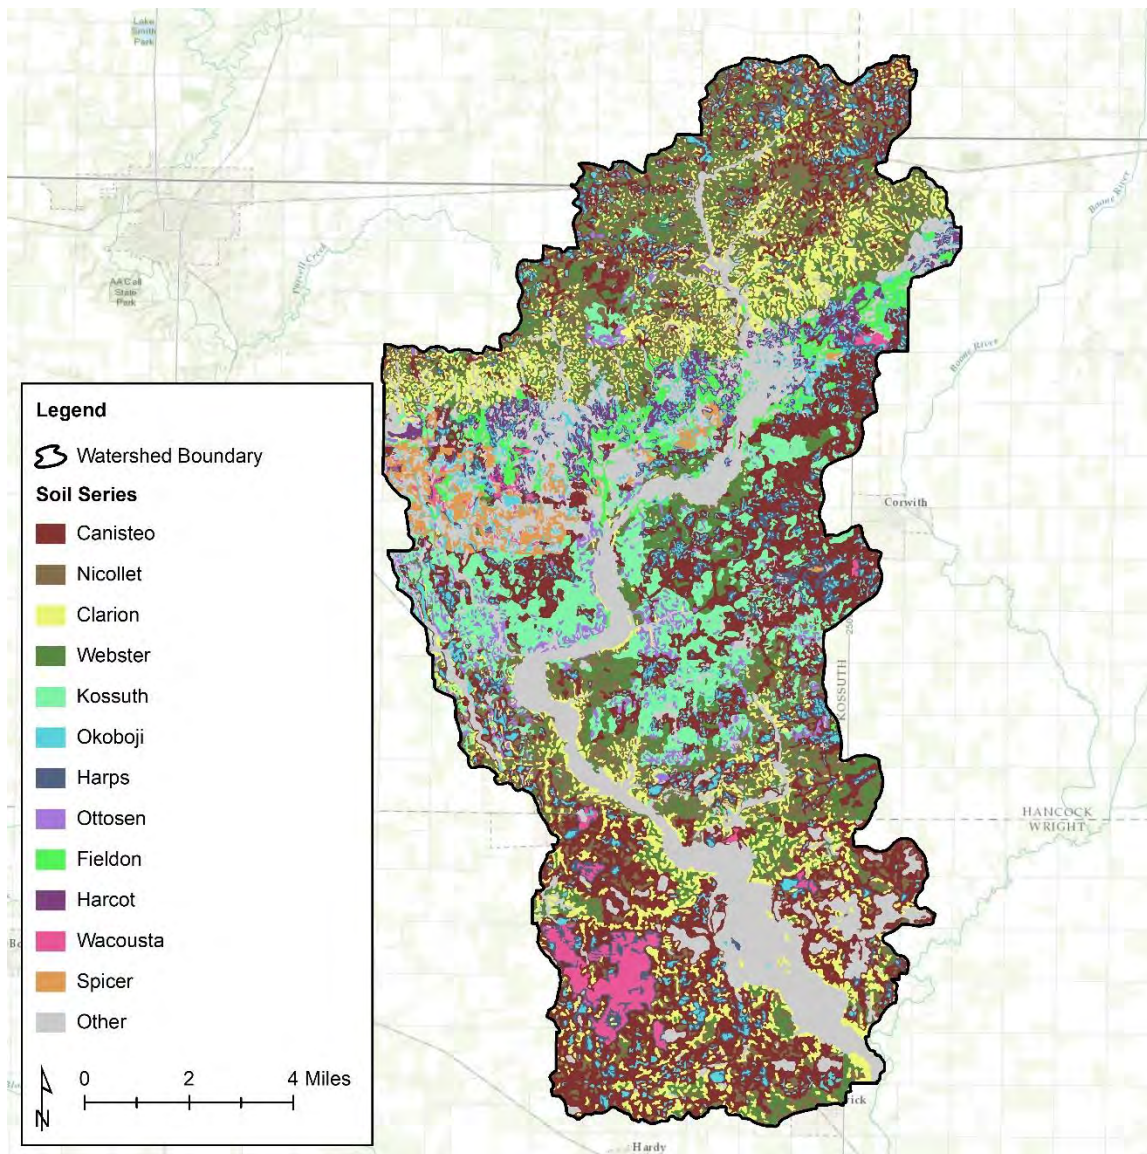 Lake
Smith
Park
Boone River
Purcell Creek
AA Call
State
Park
Boone River
Legend
Watershed Boundary
Soil Series
Canisteo
Nicollet
Clarion
Webster
Kossuth
Okoboji
Harps
Ottosen
Fieldon
Harcot
Wacousta
Spicer
Other
0 2 4 Miles
N
Corwith
KOSSUTH
HANCOCK
WRIGHT
Hardy